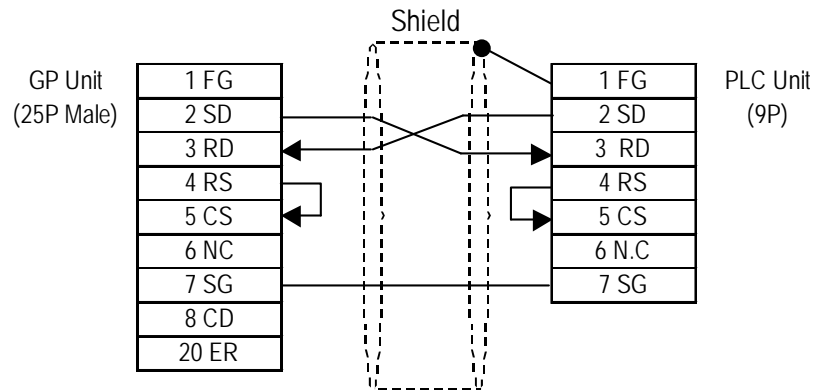 Shield
GP Unit
(25P Male)
1 FG
2 SD
3 RD
4 RS
5 CS
6 NC
7 SG
8 CD
20 ER
1 FG
2 SD
3 RD
4 RS
5 CS
6 N.C
7 SG
PLC Unit
(9P)